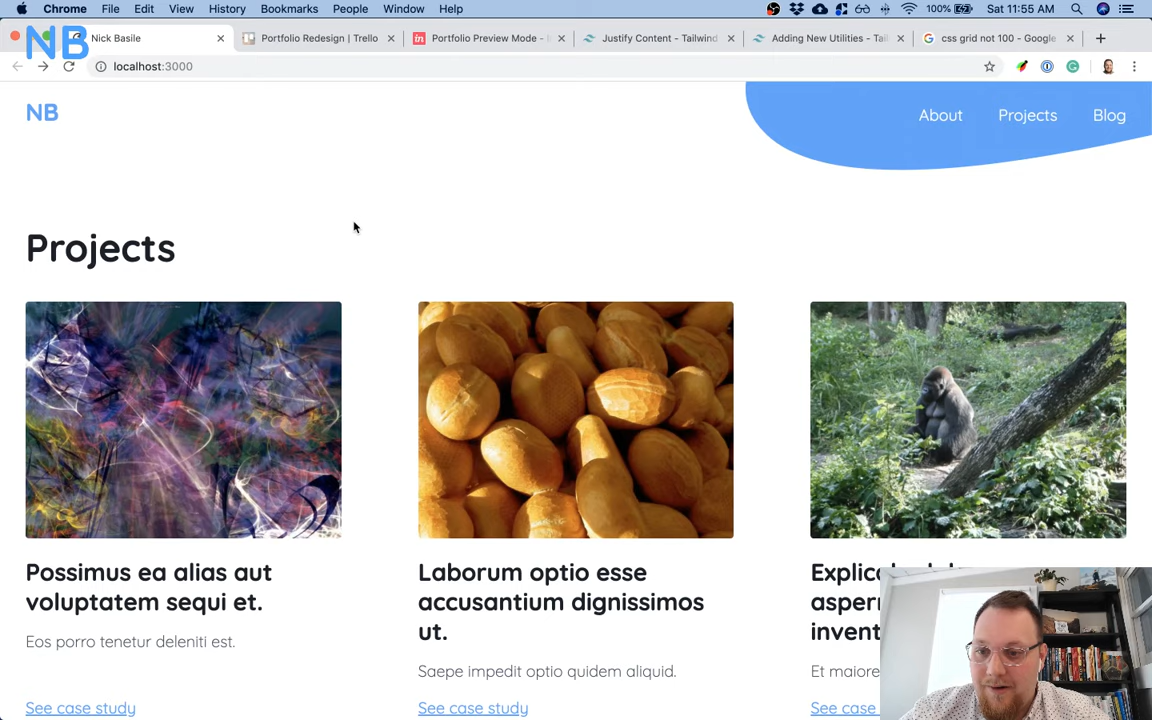 Chrome File Edit View History Bookmarks People Window Help 100% Sat 11:55 AM
NB
Nick Basile
Portfolio Redesign | Trello
Portfolio Preview Mode -
Justify Content - Tailwind
Adding New Utilities - Tai
css grid not 100 - Google
localhost:3000
NB
About Projects Blog
Projects
Possimus ea alias aut
voluptatem sequi et.
Eos porro tenetur deleniti est.
See case study
Laborum optio esse
accusantium dignissimos
ut.
Saepe impedit optio quidem aliquid.
See case study
asper
invent
Et maiore
See case